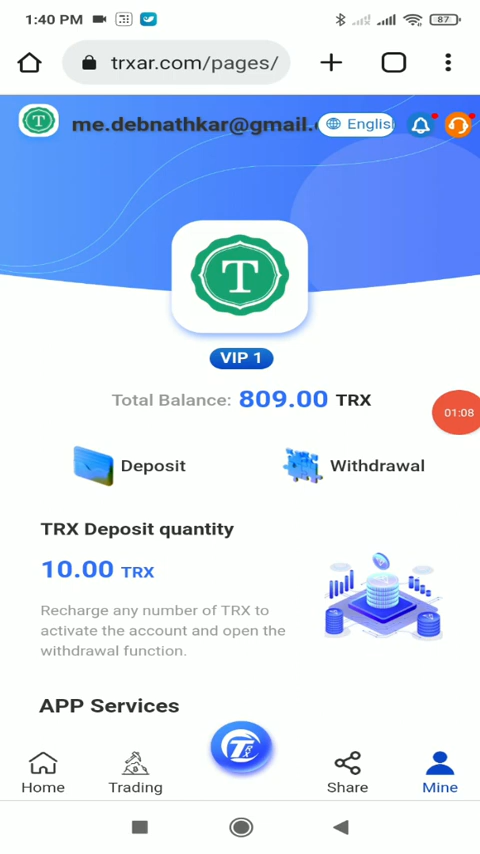 1:40 PM
87
trxar.com/pages/
T
me.debnathkar@gmail.
English
T
VIP 1
Total Balance: 809.00 TRX
01:08
Deposit
Withdrawal
TRX Deposit quantity
10.00 TRX
Recharge any number of TRX to
activate the account and open the
withdrawal function.
APP Services
TRX
Home
Trading
Share
Mine